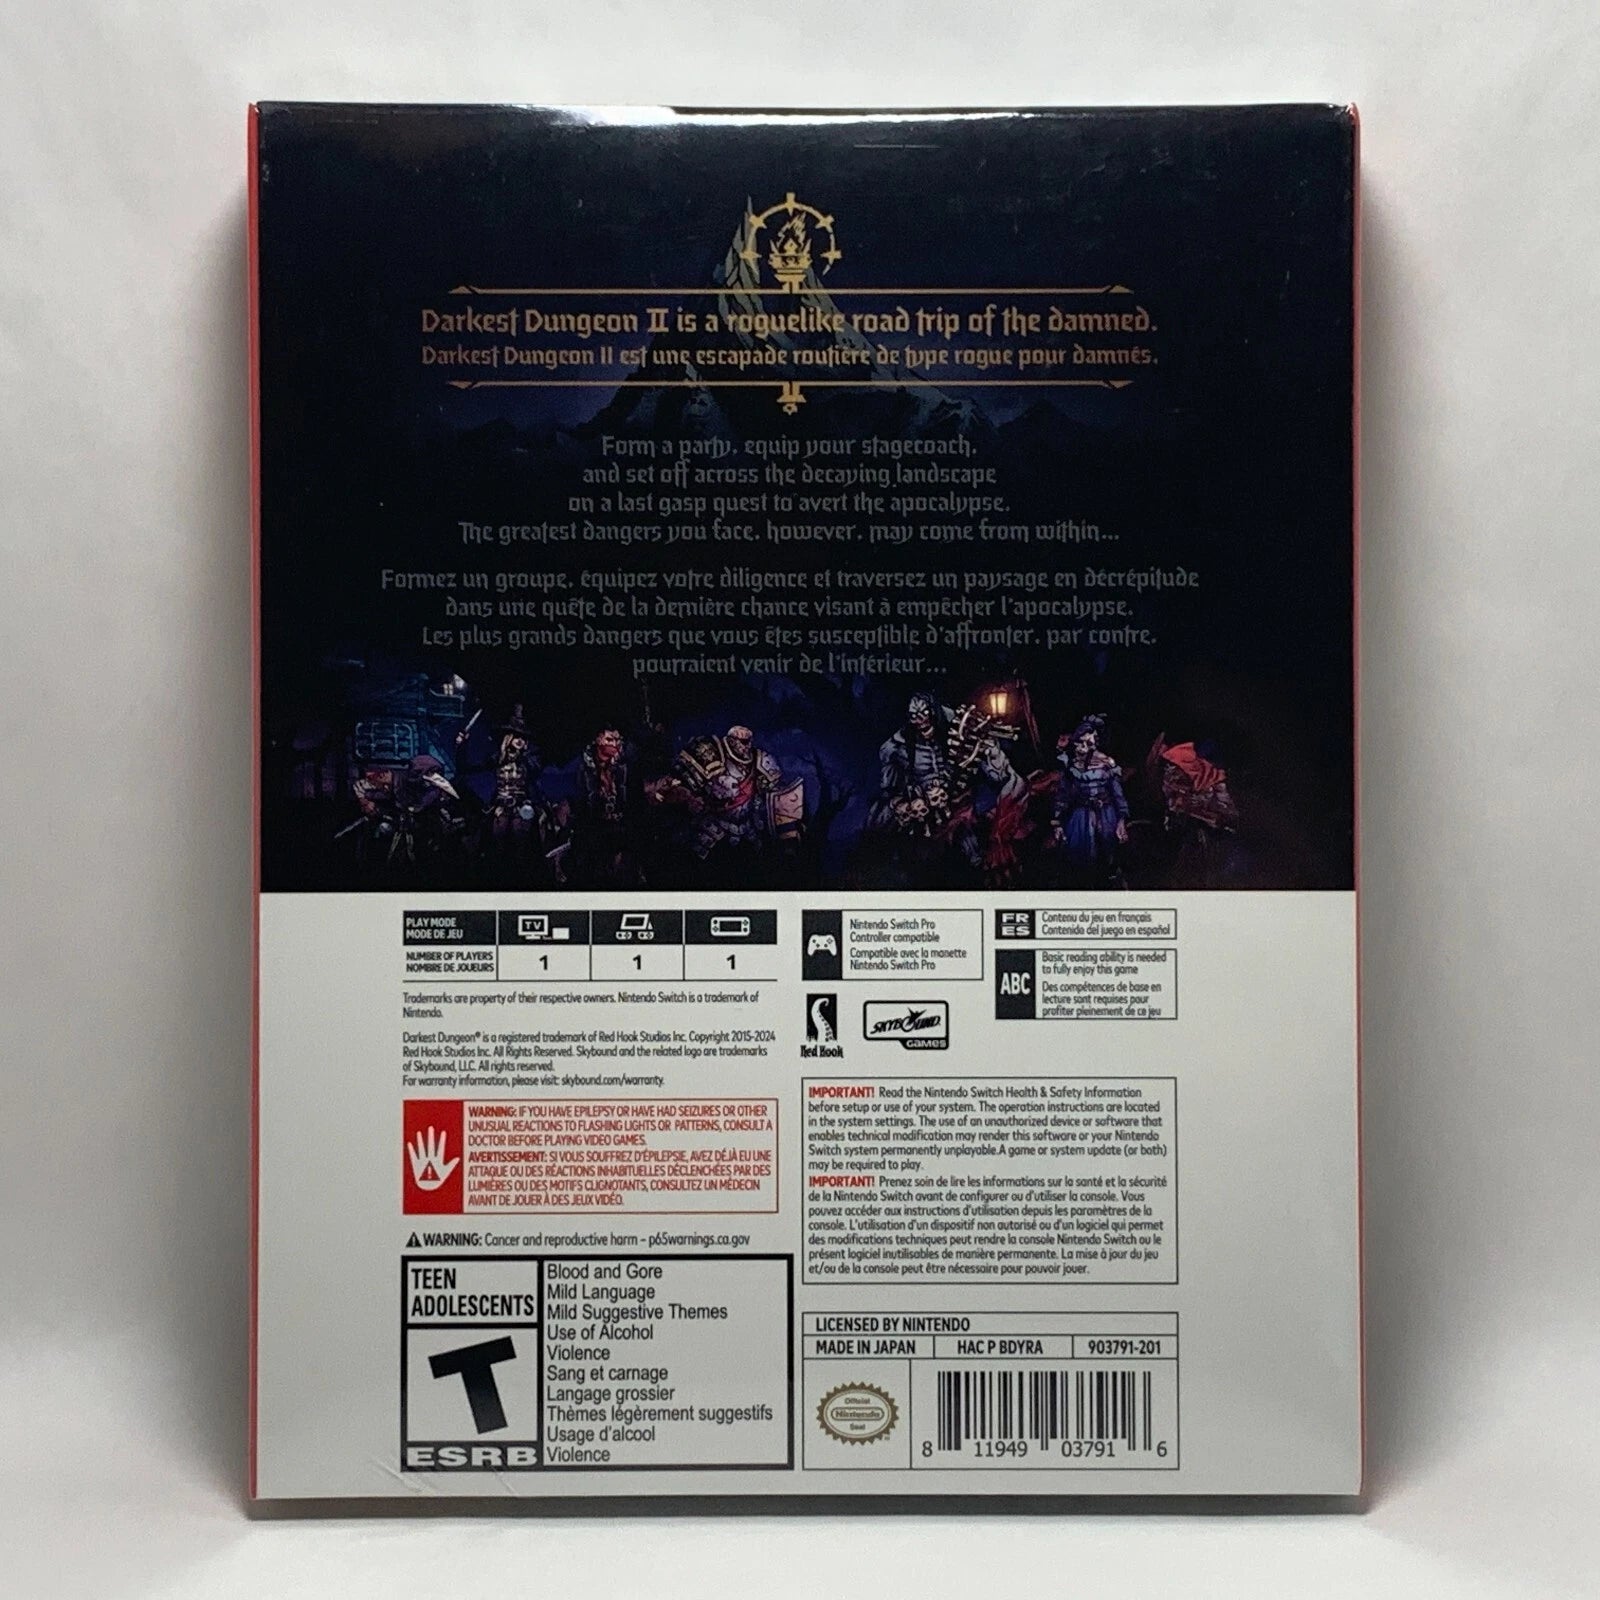 Darkest Dungeon II is a roguelike road trip of the damned.
Darkest Dungeon II est une escapade routière de type rogue pour damnés.
Form a party, equip your stagecoach,
and set off across the decaying landscape
on a last gasp quest to avert the apocalypse.
The greatest dangers you face, however, may come from within...
Formez un groupe, équipez votre diligence et traversez un paysage en décrépitude
dans une quête de la dernière chance visant à empêcher l'apocalypse.
Les plus grands dangers que vous êtes susceptible d'affronter, par contre,
pourraient venir de l'intérieur...
PLAY MODE
MODE DE JEU
TV
NUMBER OF PLAYERS
NOMBRE DE JOUEURS
1 1 1
Trademarks are property of their respective owners. Nintendo Switch is a trademark of
Nintendo.
Darkest Dungeon® is a registered trademark of Red Hook Studios Inc. Copyright 2015-2024
Red Hook Studios Inc. All Rights Reserved. Skybound and the related logo are trademarks
of Skybound, LLC. All rights reserved.
For warranty information, please visit: skybound.com/warranty.
WARNING: IF YOU HAVE EPILEPSY OR HAVE HAD SEIZURES OR OTHER
UNUSUAL REACTIONS TO FLASHING LIGHTS OR PATTERNS, CONSULT A
DOCTOR BEFORE PLAYING VIDEO GAMES.
AVERTISSEMENT: SI VOUS SOUFFREZ D'ÉPILEPSIE, AVEZ DÉJÀ EU UNE
ATTAQUE OU DES RÉACTIONS INHABITUELLES DÉCLENCHÉES PAR DES
LUMIÈRES OU DES MOTIFS CLIGNOTANTS, CONSULTEZ UN MÉDECIN
AVANT DE JOUER À DES JEUX VIDÉO.
WARNING: Cancer and reproductive harm – p65warnings.ca.gov
TEEN
ADOLESCENTS
T
ESRB
Blood and Gore
Mild Language
Mild Suggestive Themes
Use of Alcohol
Violence
Sang et carnage
Langage grossier
Thèmes légèrement suggestifs
Usage d'alcool
Violence
Nintendo Switch Pro
Controller compatible
Compatible avec la manette
Nintendo Switch Pro
FR
ES
Contenu du jeu en français
Contenido del juego en español
ABC
Basic reading ability is needed
to fully enjoy this game
Des compétences de base en
lecture sont requises pour
profiter pleinement de ce jeu
Red Hook
SKYBOUND
GAMES
IMPORTANT! Read the Nintendo Switch Health & Safety Information
before setup or use of your system. The operation instructions are located
in the system settings. The use of an unauthorized device or software that
enables technical modification may render this software or your Nintendo
Switch system permanently unplayable.A game or system update (or both)
may be required to play.
IMPORTANT! Prenez soin de lire les informations sur la santé et la sécurité
de la Nintendo Switch avant de configurer ou d'utiliser la console. Vous
pouvez accéder aux instructions d'utilisation depuis les paramètres de la
console. L'utilisation d'un dispositif non autorisé ou d'un logiciel qui permet
des modifications techniques peut rendre la console Nintendo Switch ou le
présent logiciel inutilisables de manière permanente. La mise à jour du jeu
et/ou de la console peut être nécessaire pour pouvoir jouer.
LICENSED BY NINTENDO
MADE IN JAPAN HAC P BDYRA 903791-201
Official
Nintendo
Seal
8 11949 03791 6